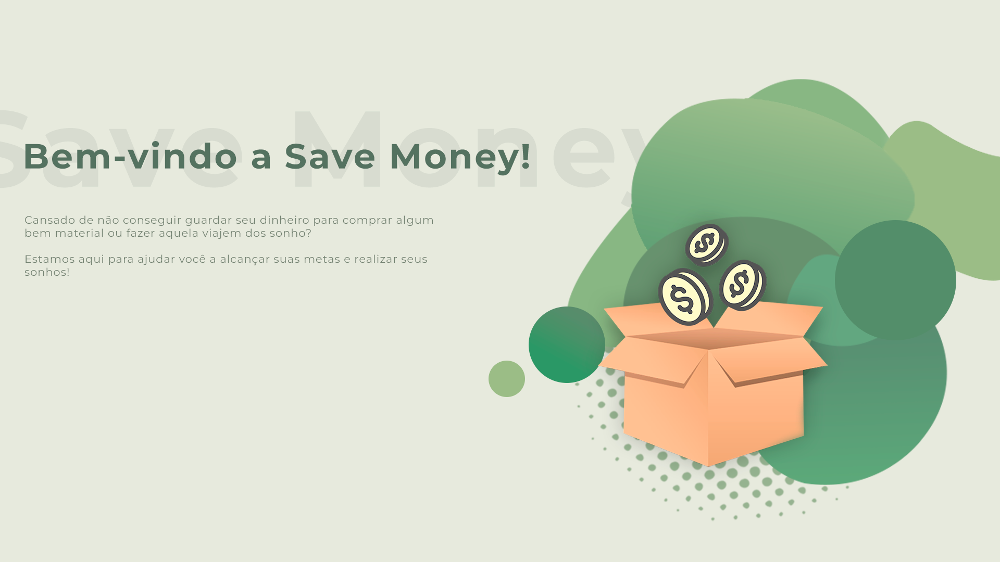 Save Money
Bem-vindo a Save Money!
Cansado de não conseguir guardar seu dinheiro para comprar algum
bem material ou fazer aquela viajem dos sonho?
Estamos aqui para ajudar você a alcançar suas metas e realizar seus
sonhos!